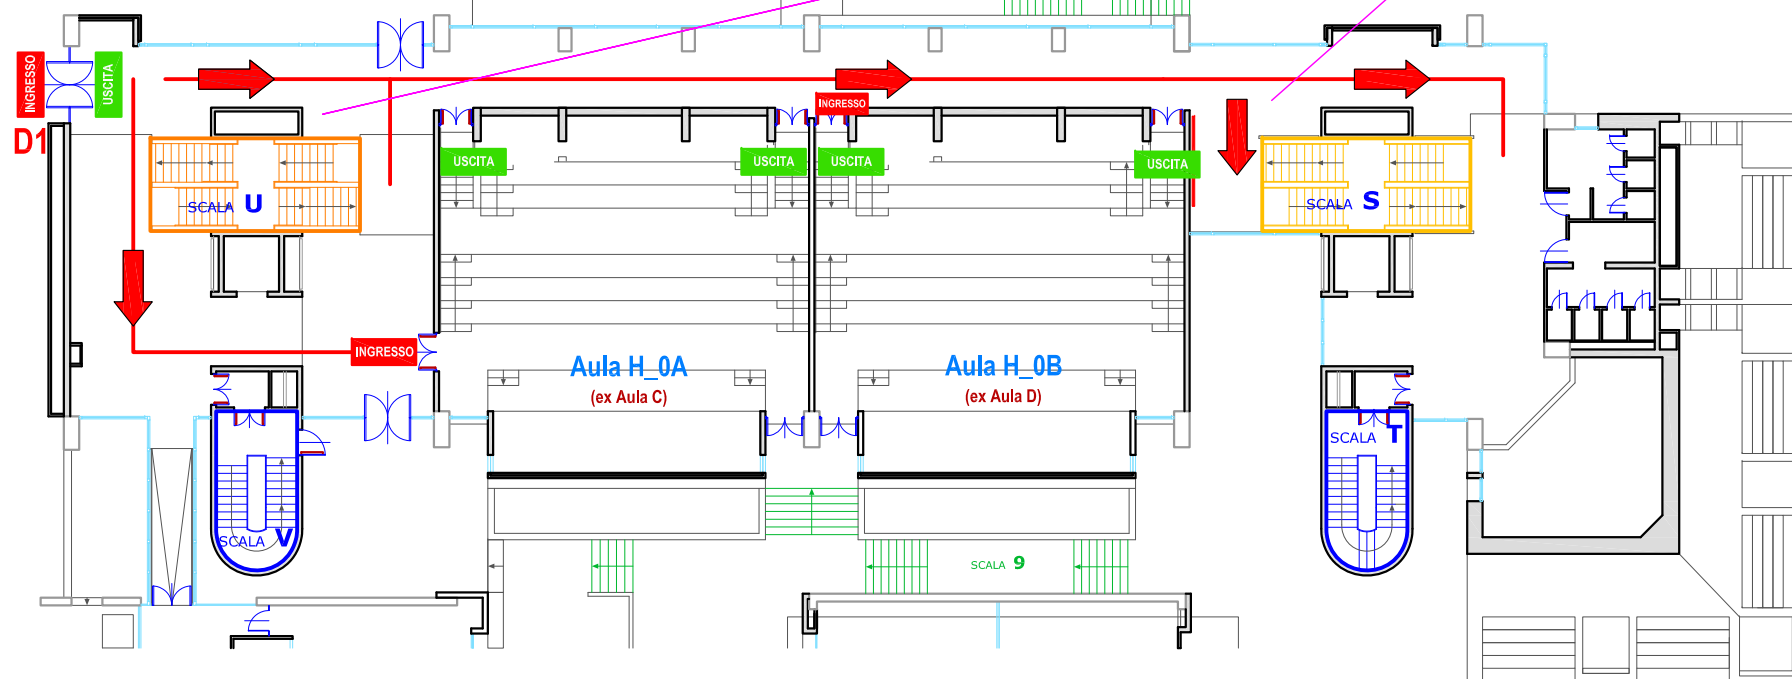 INGRESSO
USCITA
D1
INGRESSO
USCITA
USCITA
USCITA
USCITA
SCALA U
SCALA S
INGRESSO
Aula H_0A
(ex Aula C)
Aula H_0B
(ex Aula D)
SCALA T
SCALA V
SCALA 9